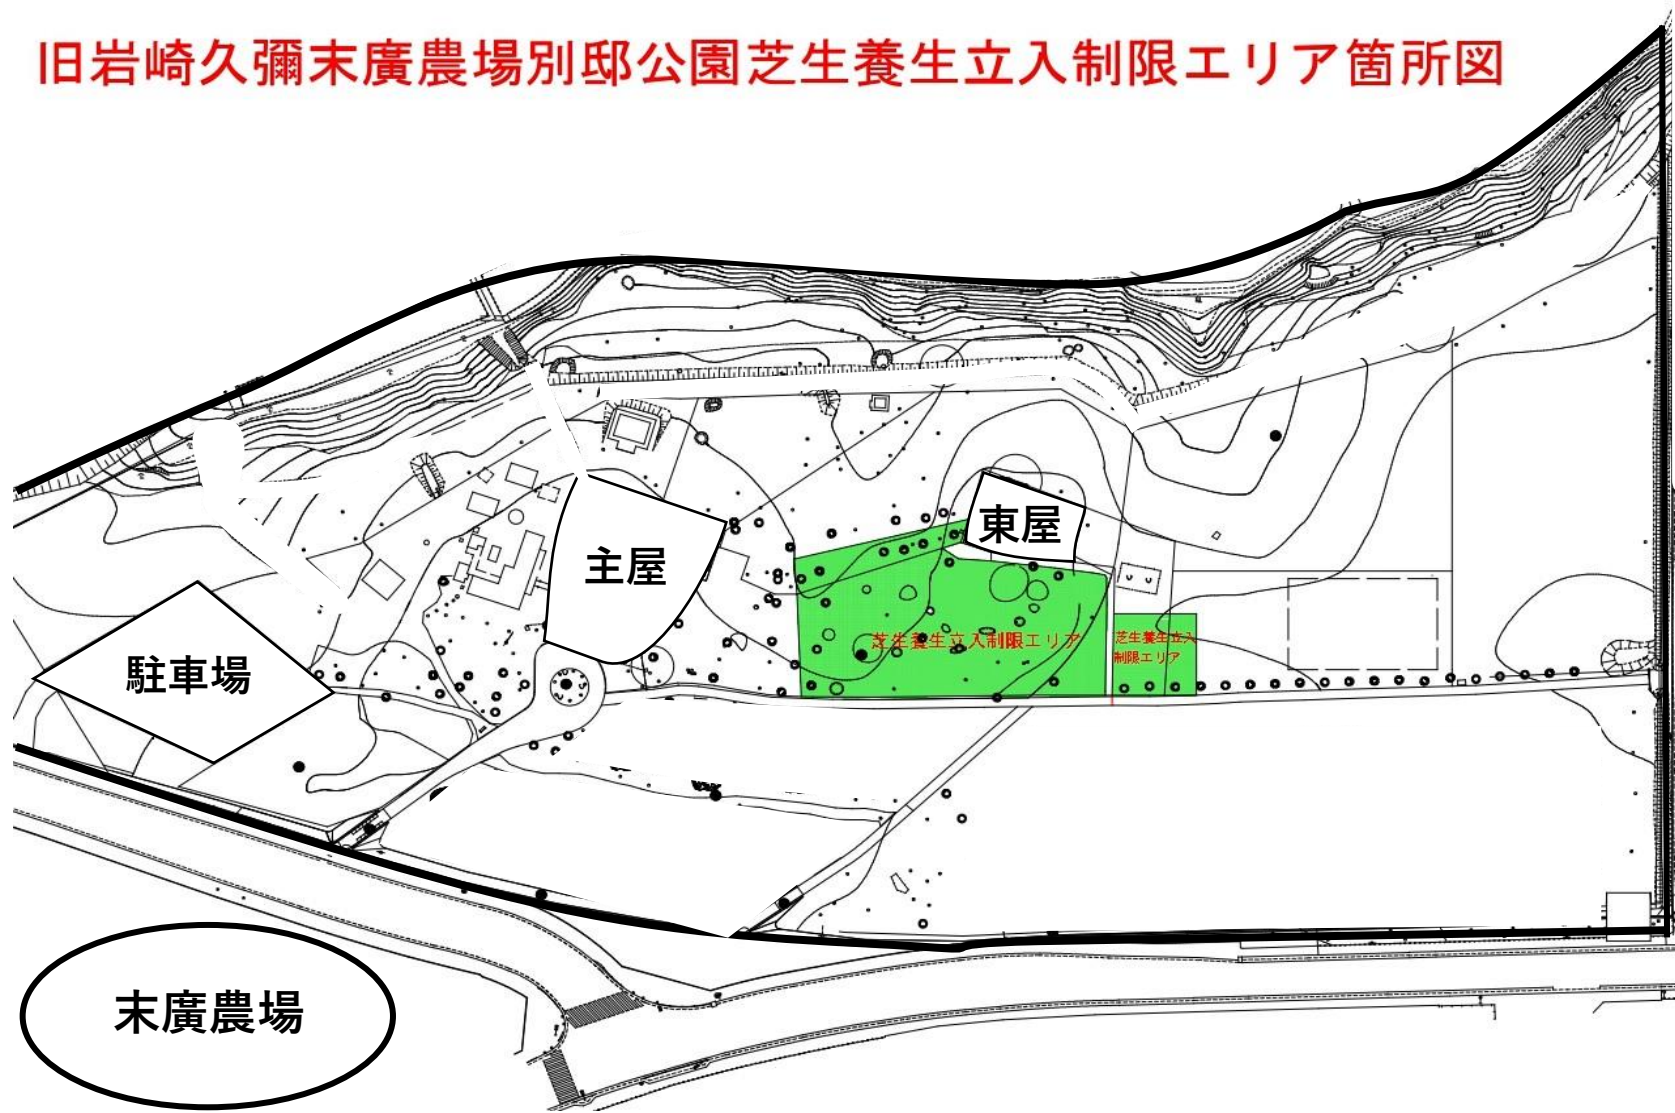 旧岩崎久彌末廣農場別邸公園芝生養生立入制限エリア箇所図
東屋
主屋
芝生養生立入制限エリア
芝生養生立入
制限エリア
駐車場
末廣農場